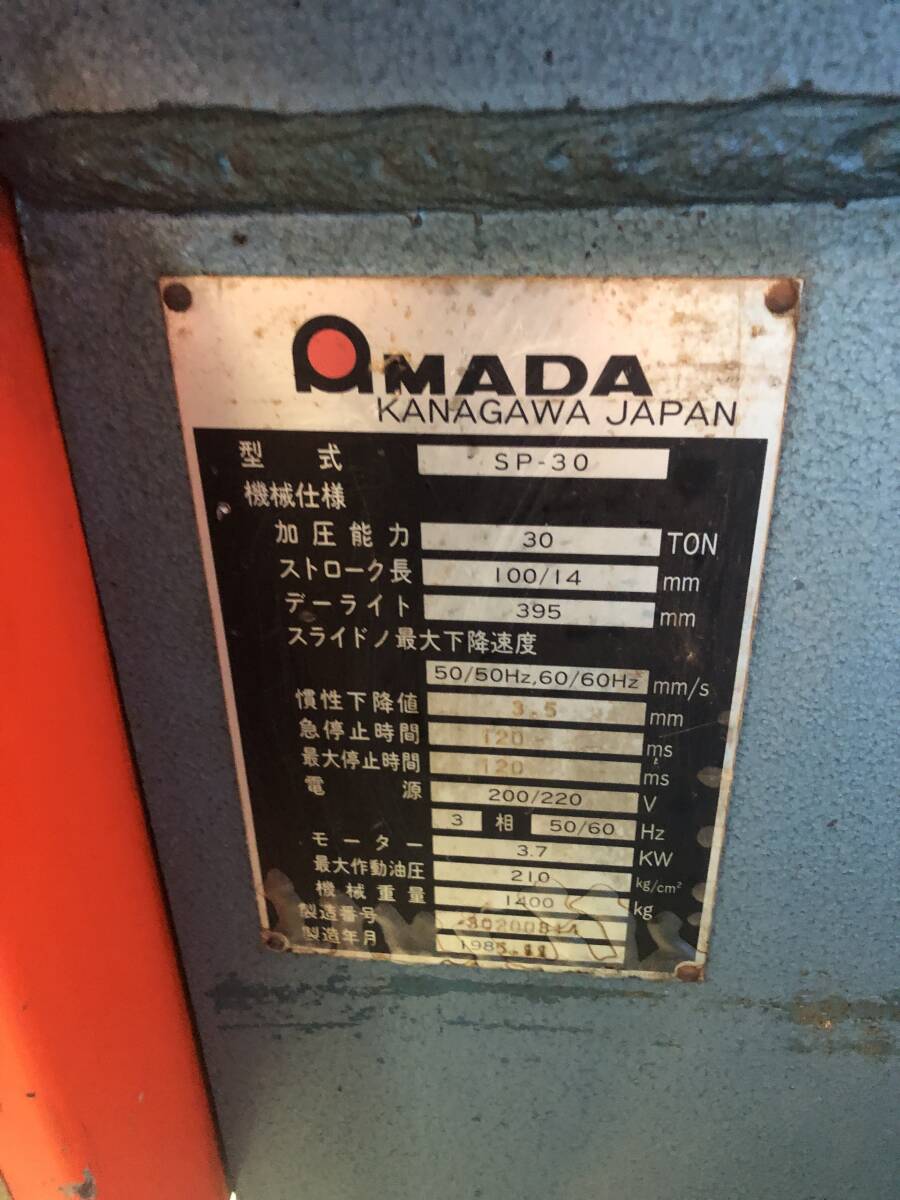 AMADA
KANAGAWA JAPAN
型式 SP-30
機械仕様
加圧能力 30 TON
ストローク長 100/14 mm
デーライト 395 mm
スライドノ最大下降速度
50/50Hz,60/60Hz mm/s
慣性下降値 3.5 mm
急停止時間 120 ms
最大停止時間 120 ms
電源 200/220 V
3 相 50/60 Hz
モーター 3.7 KW
最大作動油圧 210 kg/cm²
機械重量 1400 kg
製造番号
製造年月 1985.11